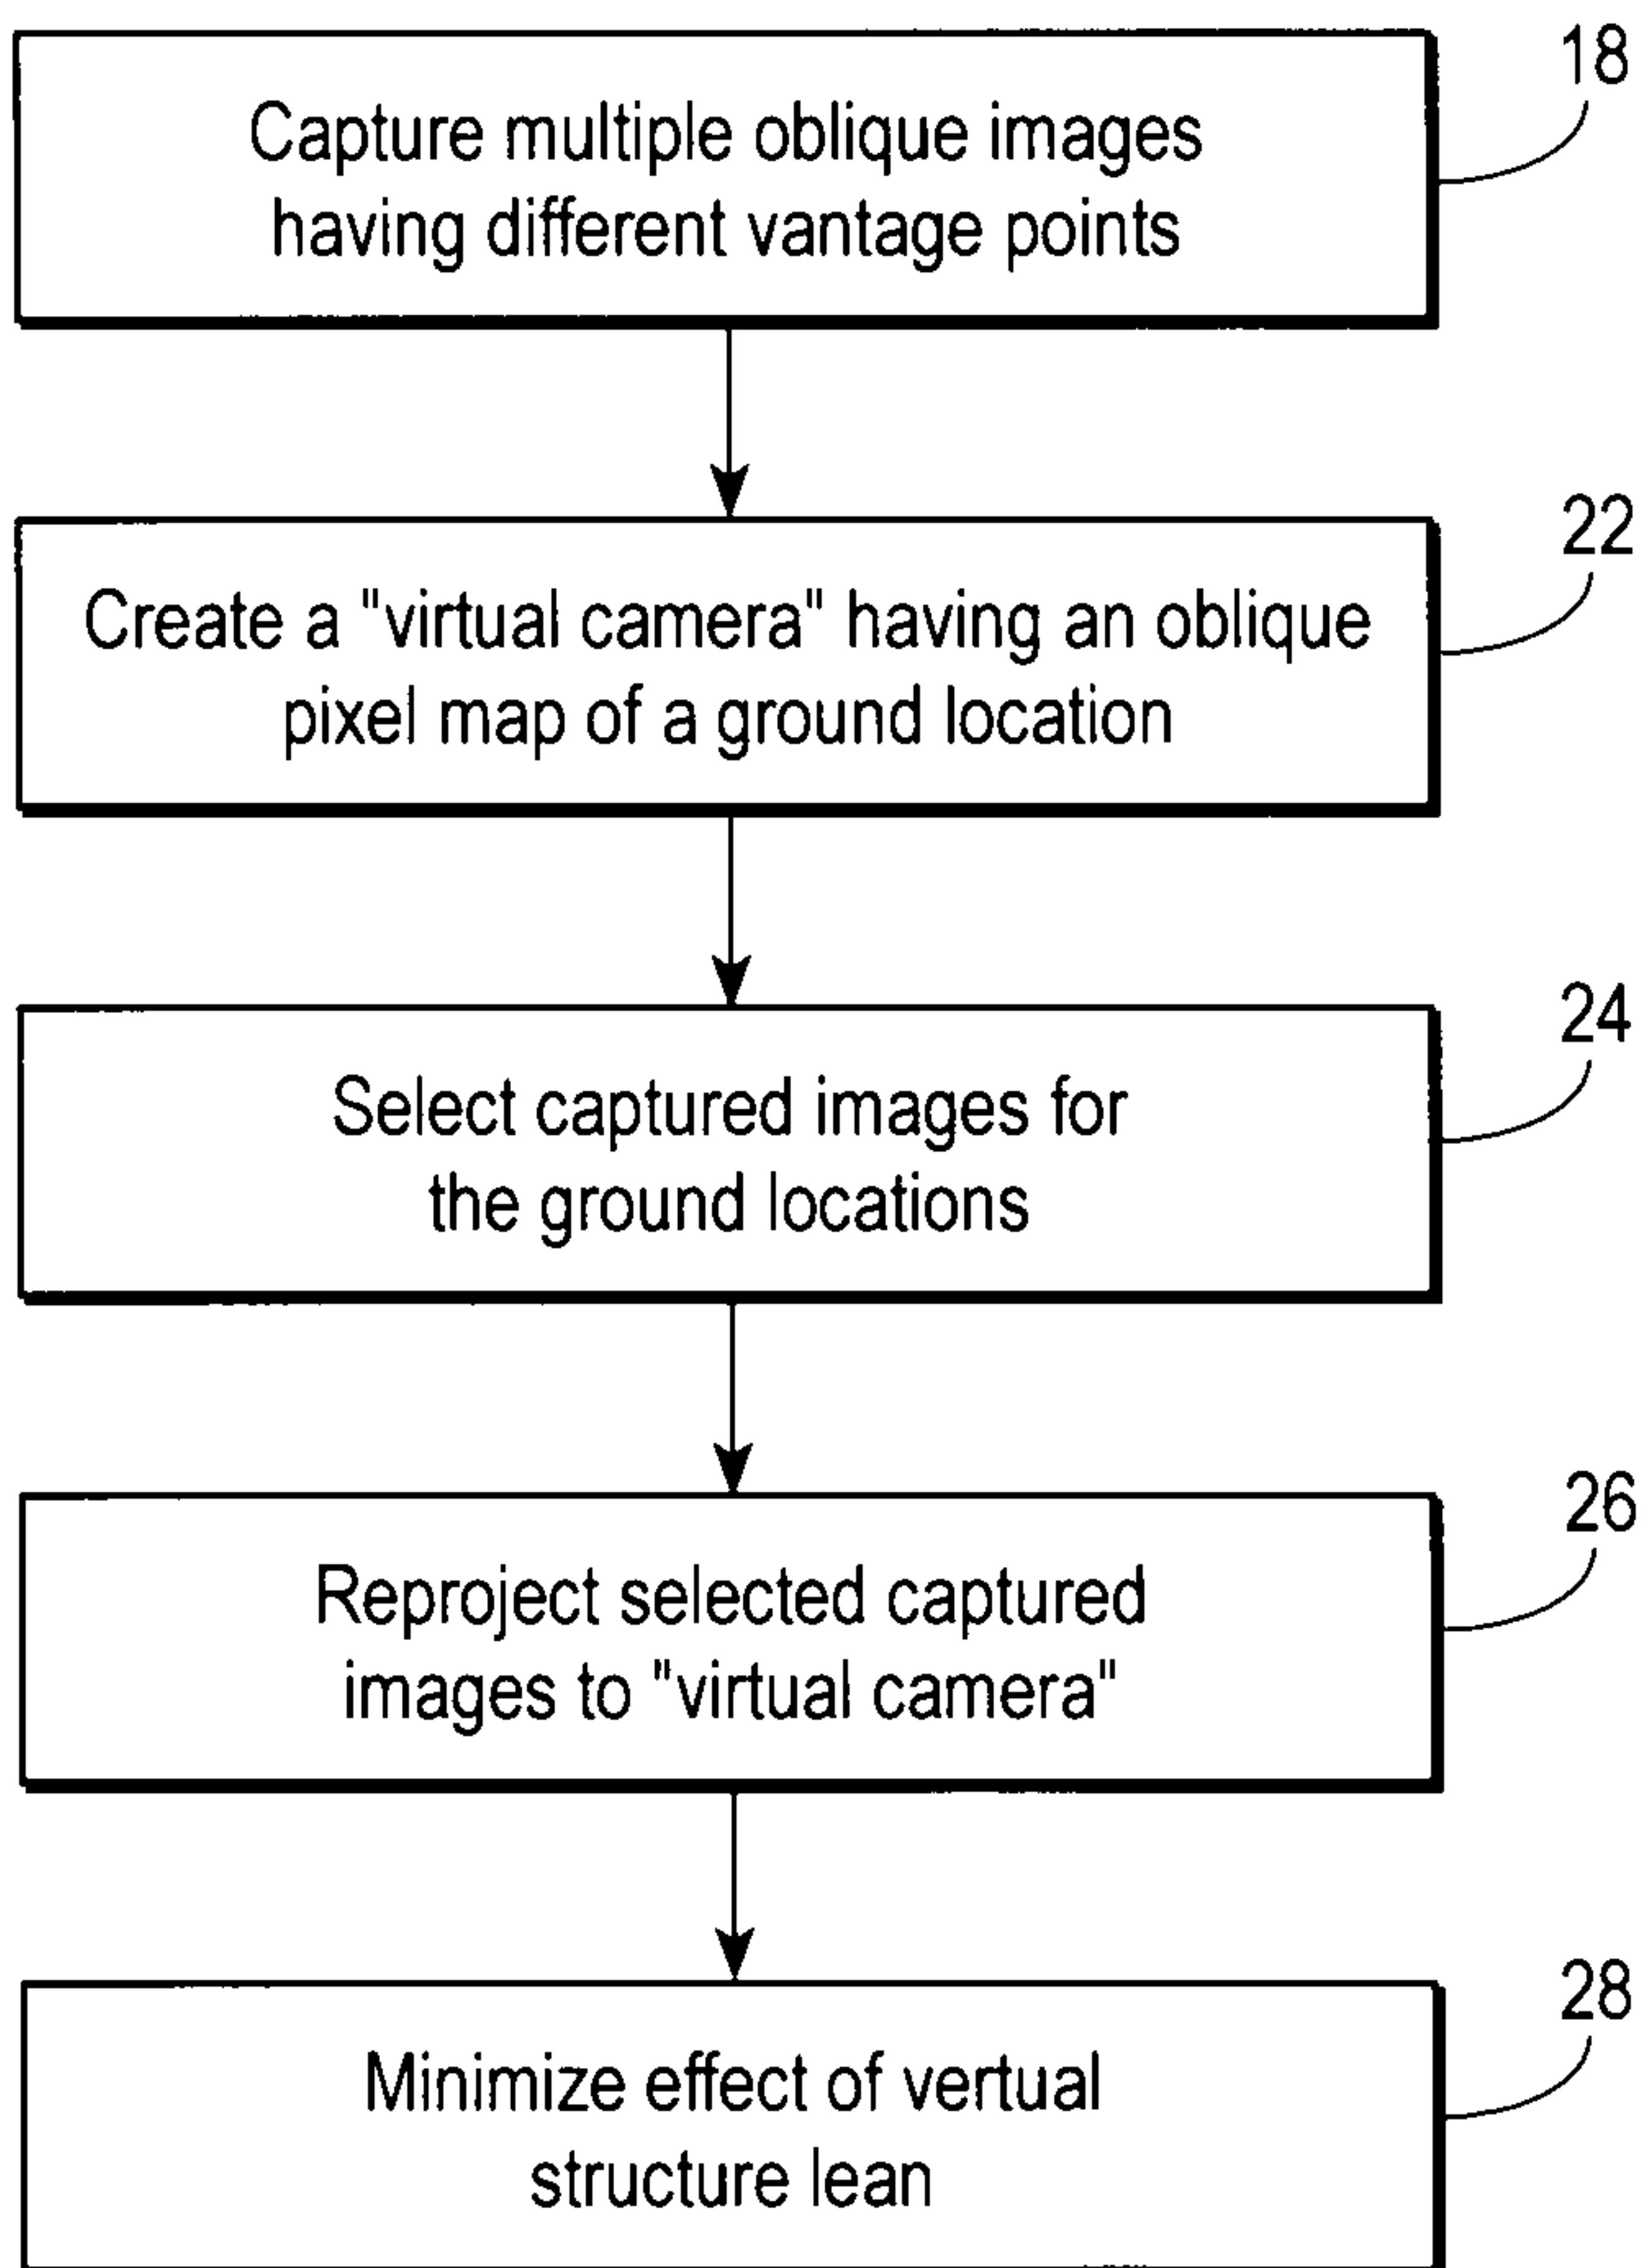 18
Capture multiple oblique images
having different vantage points
22
Create a "virtual camera" having an oblique
pixel map of a ground location
24
Select captured images for
the ground locations
26
Reproject selected captured
images to "virtual camera"
28
Minimize effect of vertual
structure lean